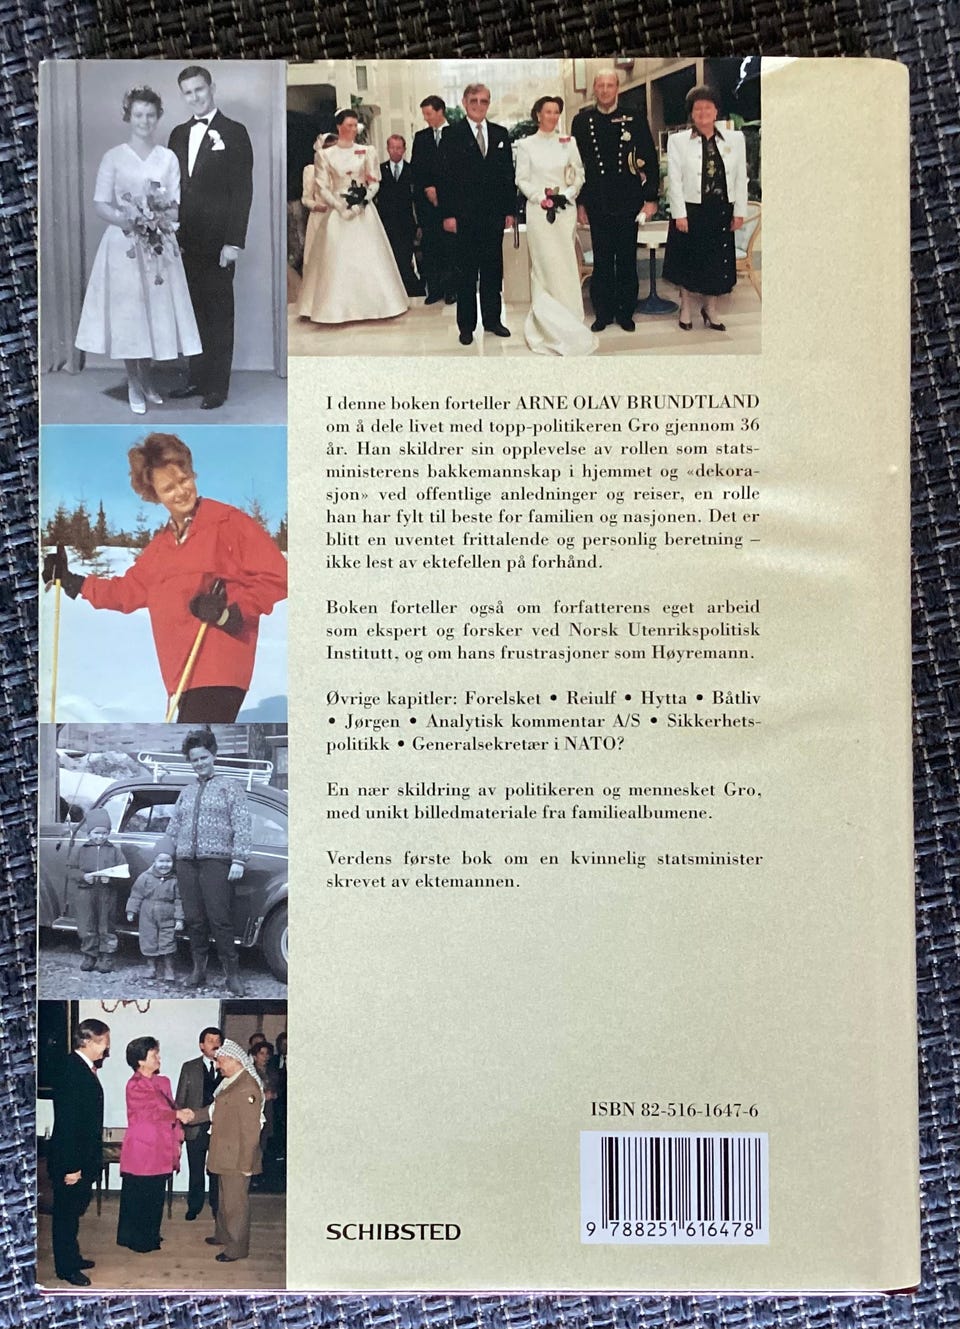 I denne boken forteller ARNE OLAV BRUNDTLAND
om å dele livet med topp-politikeren Gro gjennom 36
år. Han skildrer sin opplevelse av rollen som stats-
ministerens bakkemannskap i hjemmet og «dekora-
sjon» ved offentlige anledninger og reiser, en rolle
han har fylt til beste for familien og nasjonen. Det er
blitt en uventet frittalende og personlig beretning –
ikke lest av ektefellen på forhånd.
Boken forteller også om forfatterens eget arbeid
som ekspert og forsker ved Norsk Utenrikspolitisk
Institutt, og om hans frustrasjoner som Høyremann.
Øvrige kapitler: Forelsket • Reiulf • Hytta • Båtliv
• Jørgen • Analytisk kommentar A/S • Sikkerhets-
politikk • Generalsekretær i NATO?
En nær skildring av politikeren og mennesket Gro,
med unikt billedmateriale fra familiealbumene.
Verdens første bok om en kvinnelig statsminister
skrevet av ektemannen.
ISBN 82-516-1647-6
9 788251 616478
SCHIBSTED